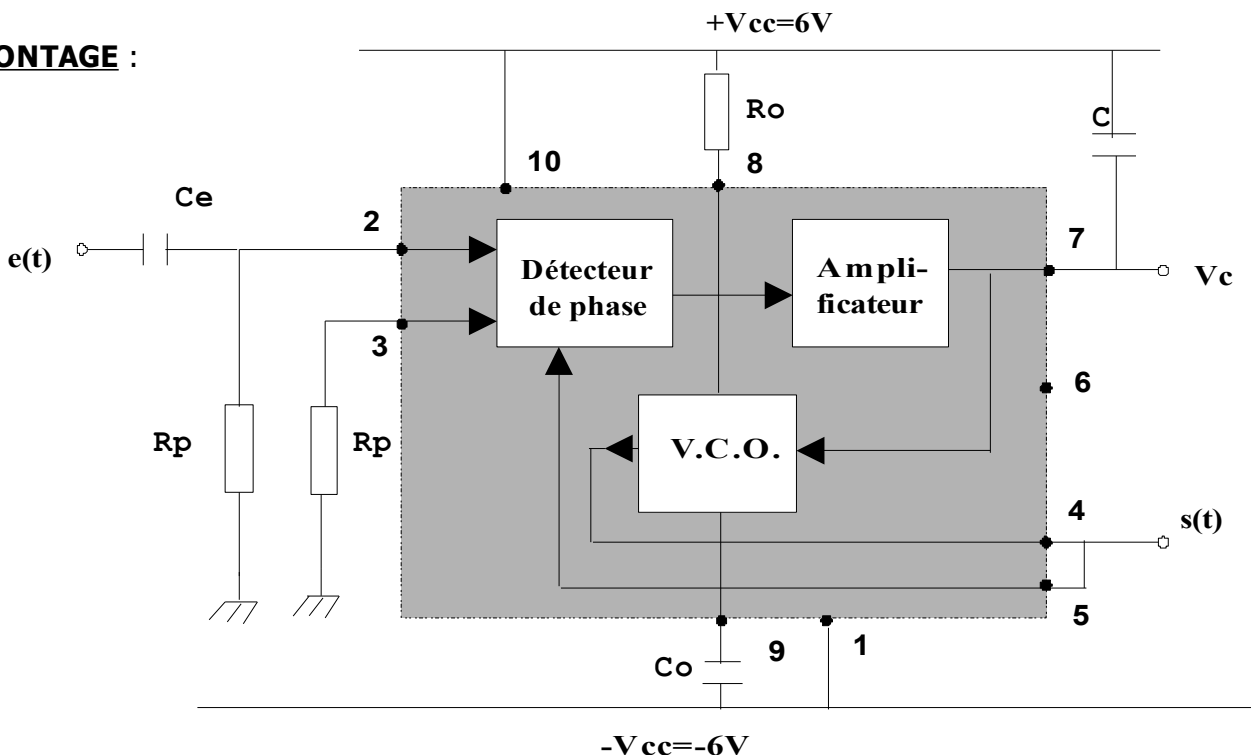 +Vcc=6V
ONTAGE :
Ro
C
10
8
Ce
2
7
e(t)
Détecteur
de phase
Ampli-
ficateur
Vc
3
6
Rp
Rp
V.C.O.
4
s(t)
5
9
1
Co
-Vcc=-6V